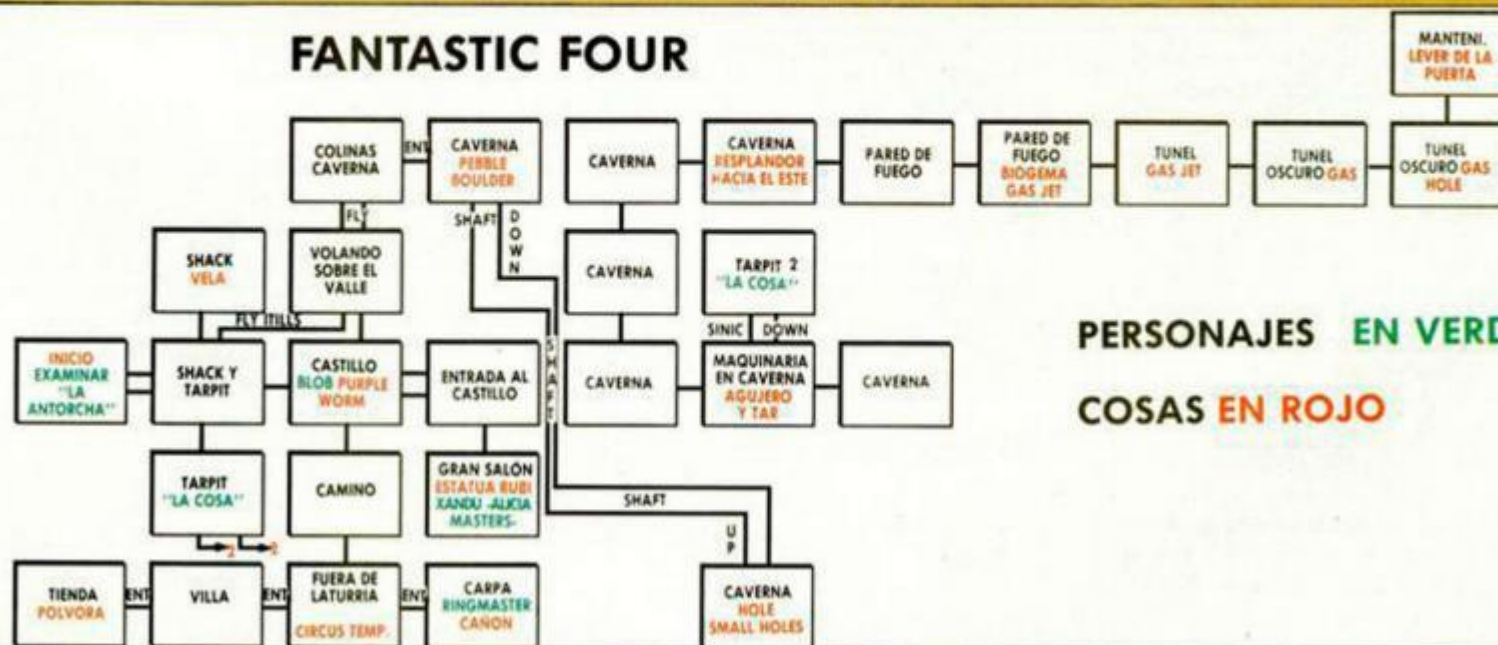 FANTASTIC FOUR
MANTENI.
LEVER DE LA
PUERTA
COLINAS
CAVERNA
ENT
CAVERNA
PEBBLE
BOULDER
CAVERNA
CAVERNA
RESPLANDOR
HACIA EL ESTE
PARED DE
FUEGO
PARED DE
FUEGO
BIOGEMA
GAS JET
TUNEL
GAS JET
TUNEL
OSCURO GAS
TUNEL
OSCURO GAS
HOLE
FLY
SHAFT
DOWN
SHACK
VELA
VOLANDO
SOBRE EL
VALLE
CAVERNA
TARPIT 2
"LA COSA"
FLY
SINIC DOWN
PERSONAJES EN VERD
INICIO
EXAMINAR
"LA
ANTORCHA"
SHACK Y
TARPIT
CASTILLO
BLOB PURPLE
WORM
ENTRADA AL
CASTILLO
SHAFT
CAVERNA
MAQUINARIA
EN CAVERNA
AGUJERO
Y TAR
CAVERNA
COSAS EN ROJO
TARPIT
"LA COSA"
CAMINO
GRAN SALÓN
ESTATUA RUBI
XANDU -ALICIA
MASTERS-
SHAFT
UP
2 2
TIENDA
POLVORA
ENT
VILLA
ENT
FUERA DE
LATURRIA
CIRCUS TEMP.
ENT
CARPA
RINGMASTER
CAÑON
CAVERNA
HOLE
SMALL HOLES